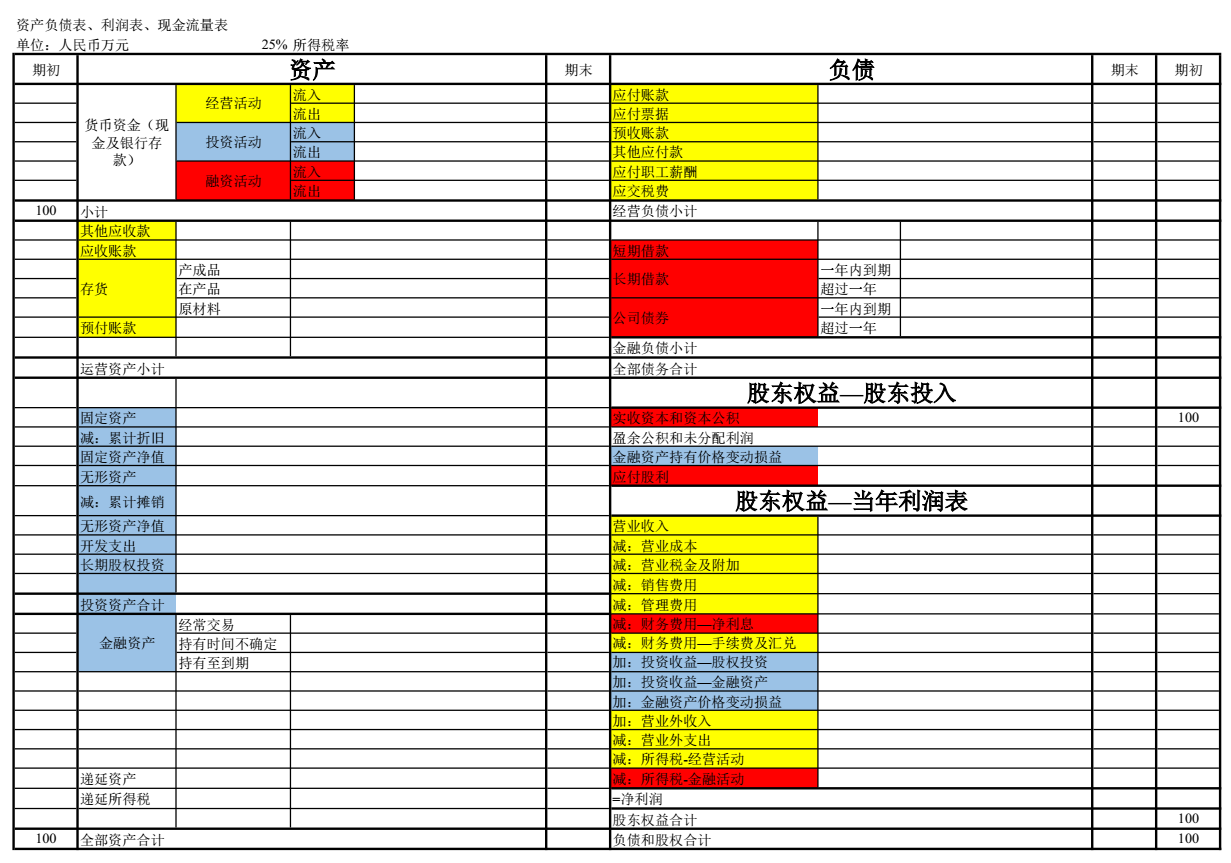 资产负债表、利润表、现金流量表
单位：人民币万元 25% 所得税率
期初 资产 期末 负债 期末 期初
货币资金（现金及银行存款） 经营活动 流入 应付账款
流出 应付票据
投资活动 流入 预收账款
流出 其他应付款
融资活动 流入 应付职工薪酬
流出 应交税费
100 小计 经营负债小计
其他应收款
应收账款 短期借款
存货 产成品 长期借款 一年内到期
在产品 超过一年
原材料 公司债券 一年内到期
预付账款 超过一年
金融负债小计
运营资产小计 全部债务合计
股东权益—股东投入
固定资产 实收资本和资本公积 100
减：累计折旧 盈余公积和未分配利润
固定资产净值 金融资产持有价格变动损益
无形资产 应付股利
减：累计摊销 股东权益—当年利润表
无形资产净值 营业收入
开发支出 减：营业成本
长期股权投资 减：营业税金及附加
减：销售费用
投资资产合计 减：管理费用
金融资产 经常交易 减：财务费用—净利息
持有时间不确定 减：财务费用—手续费及汇兑
持有至到期 加：投资收益—股权投资
加：投资收益—金融资产
加：金融资产价格变动损益
加：营业外收入
减：营业外支出
减：所得税-经营活动
递延资产 减：所得税-金融活动
递延所得税 =净利润
股东权益合计 100
100 全部资产合计 负债和股权合计 100